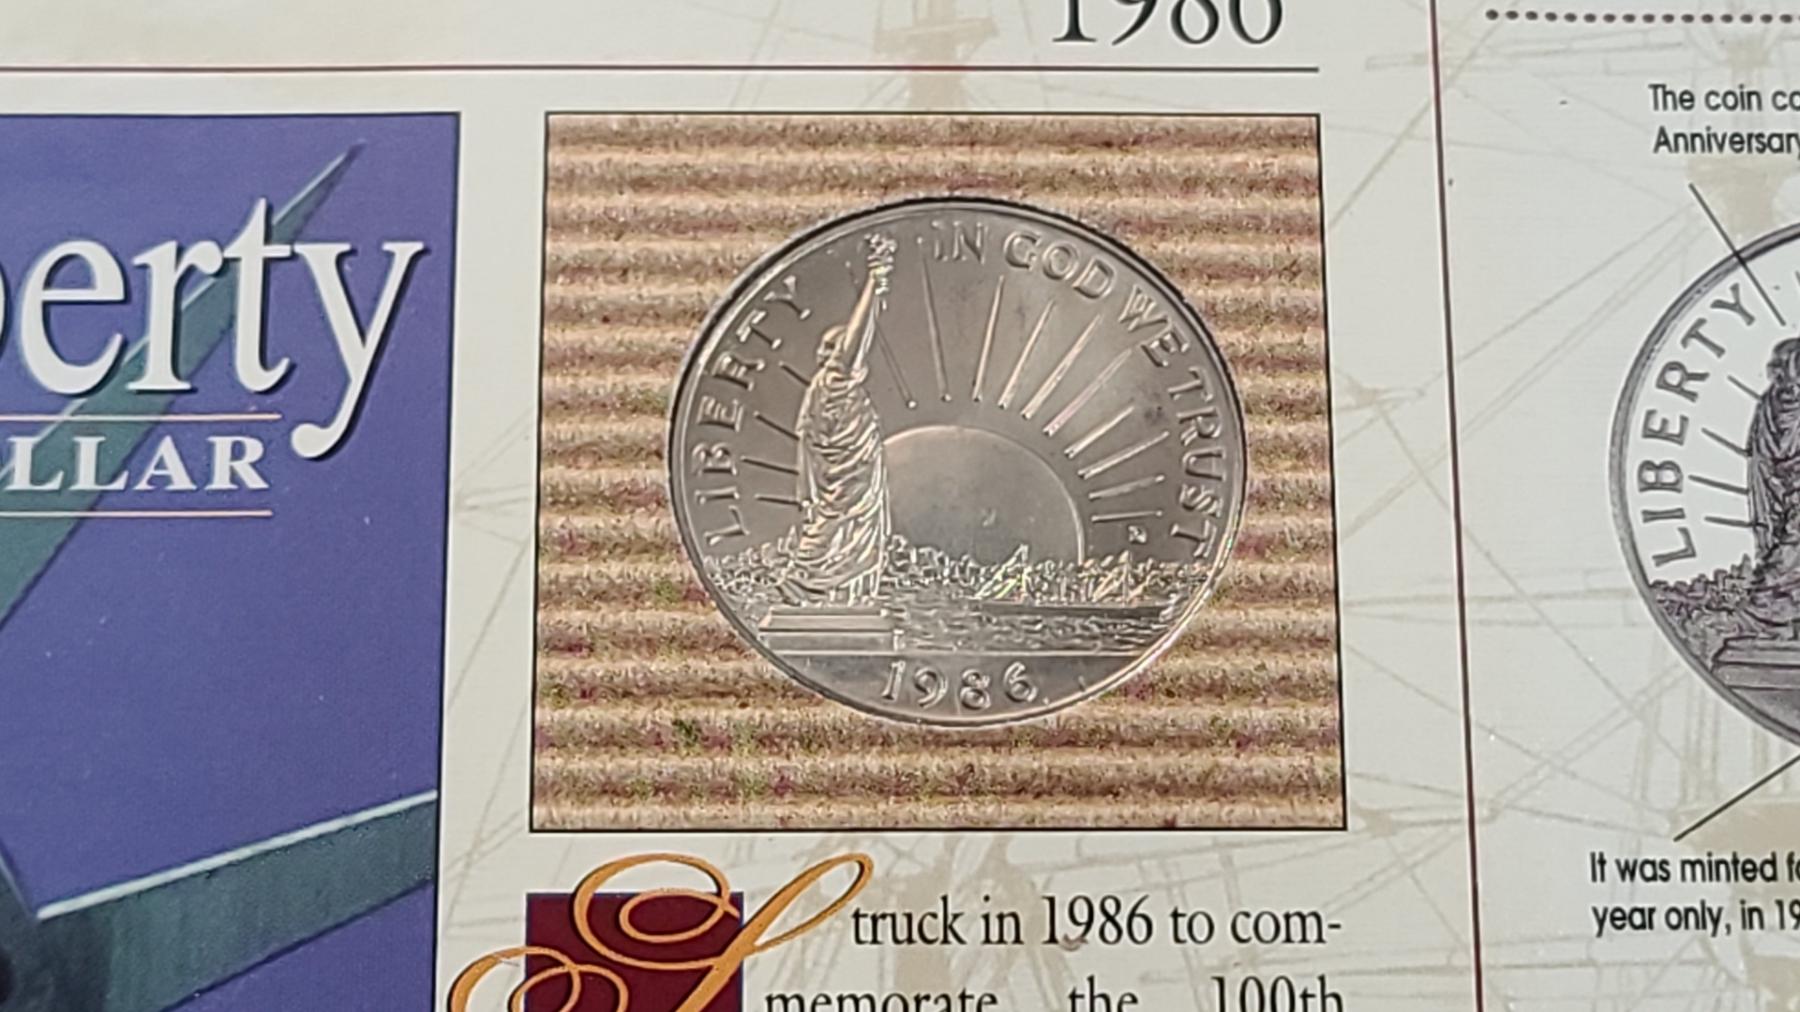 1986
berty
LLAR
LIBERTY
IN GOD WE TRUST
1986
Struck in 1986 to com-
memorate the 100th
The coin co
Anniversary
LIBERTY
It was minted fo
year only, in 19